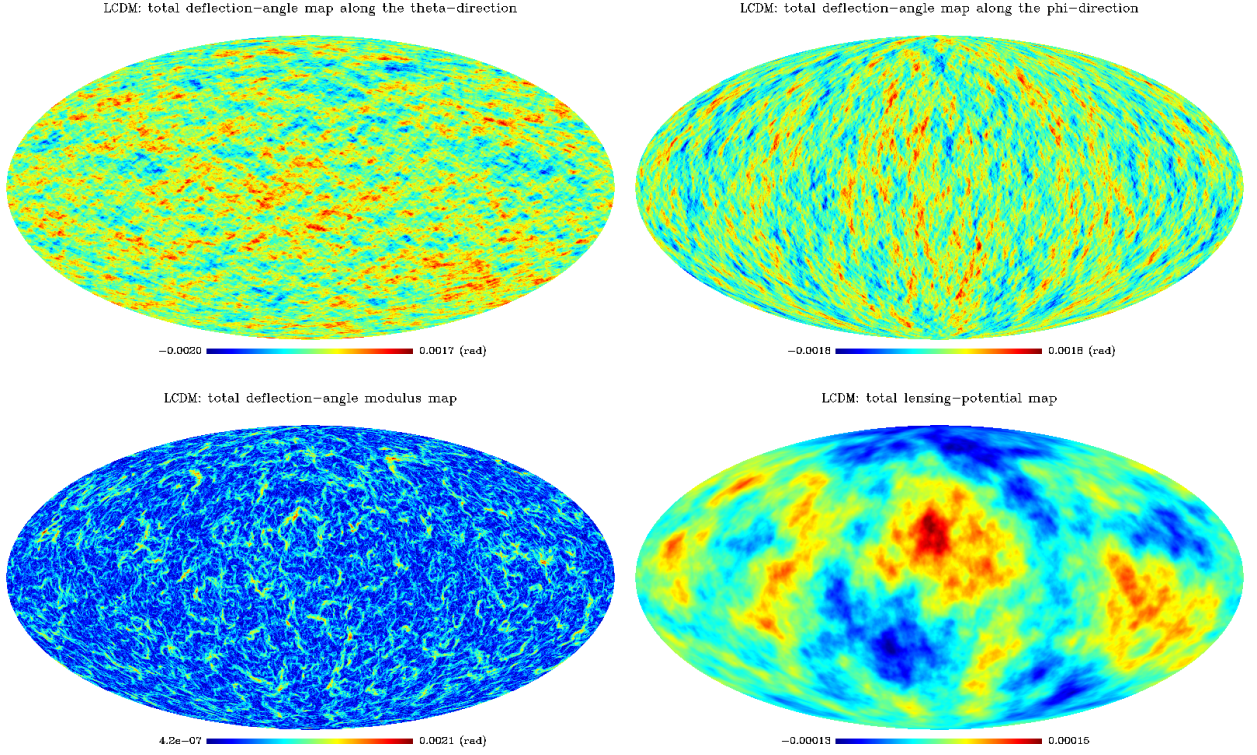 LCDM: total deflection-angle map along the theta-direction
LCDM: total deflection-angle map along the phi-direction
-0.0020 0.0017 (rad)
-0.0018 0.0018 (rad)
LCDM: total deflection-angle modulus map
LCDM: total lensing-potential map
4.2e-07 0.0021 (rad)
-0.00013 0.00015